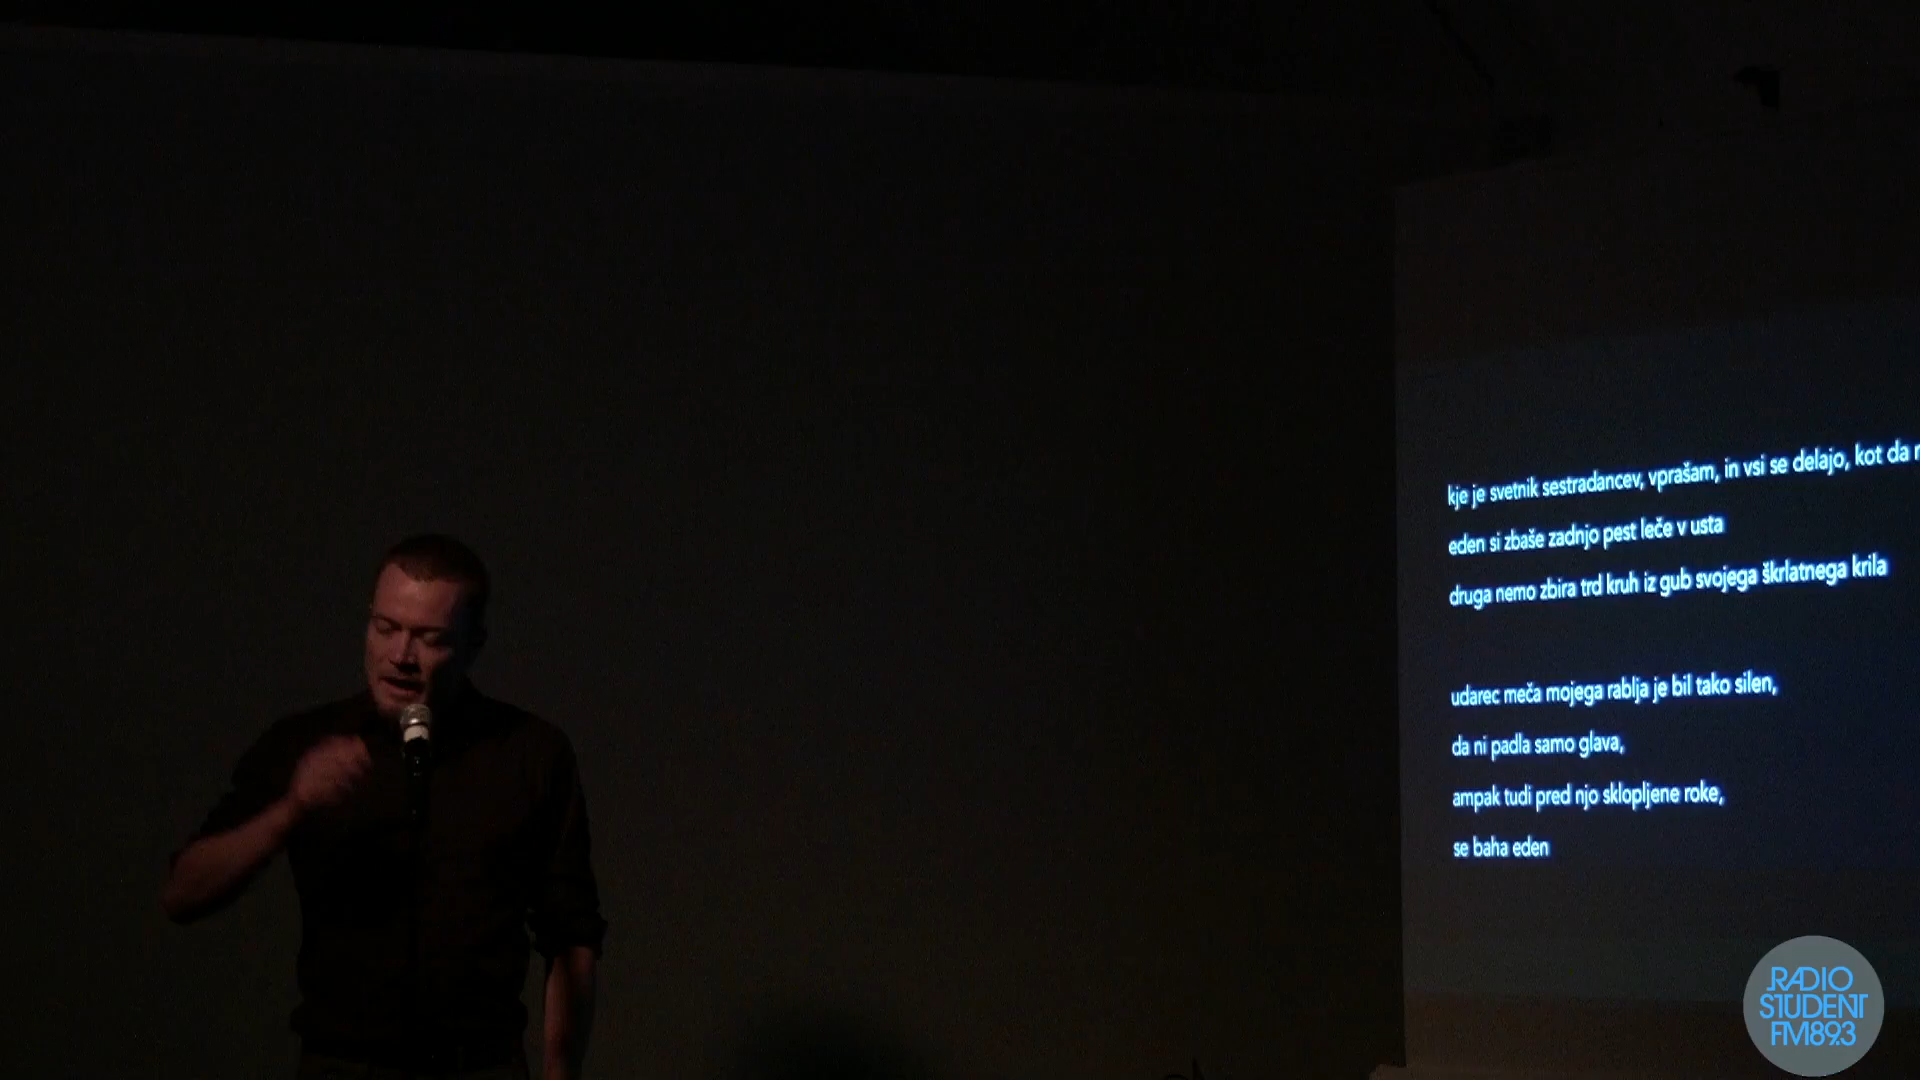 kje je svetnik sestradancev, vprašam, in vsi se delajo, kot da
eden si zbaše zadnjo pest leče v usta
druga nemo zbira trd kruh iz gub svojega škrlatnega krila
udarec meča mojega rablja je bil tako silen,
da ni padla samo glava,
ampak tudi pred njo sklopljene roke,
se baha eden
RADIO
STUDENT
FM89.3